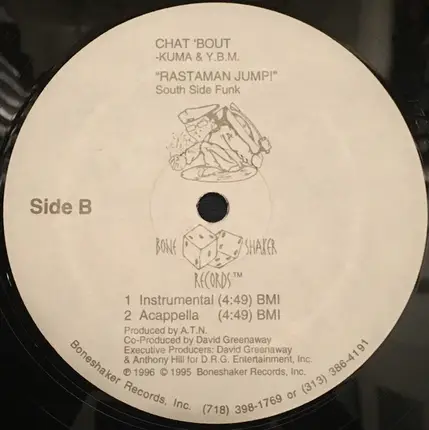 CHAT 'BOUT
-KUMA & Y.B.M.
"RASTAMAN JUMP!"
South Side Funk
Side B
BONE SHAKER
RECORDS™
1 Instrumental (4:49) BMI
2 Acappella (4:49) BMI
Produced by A.T.N.
Co-Produced by David Greenaway
Executive Producers: David Greenaway
& Anthony Hill for D.R.G. Entertainment, Inc.
℗ 1996 © 1995 Boneshaker Records, Inc.
Boneshaker Records, Inc. (718) 398-1769 or (313) 386-4191